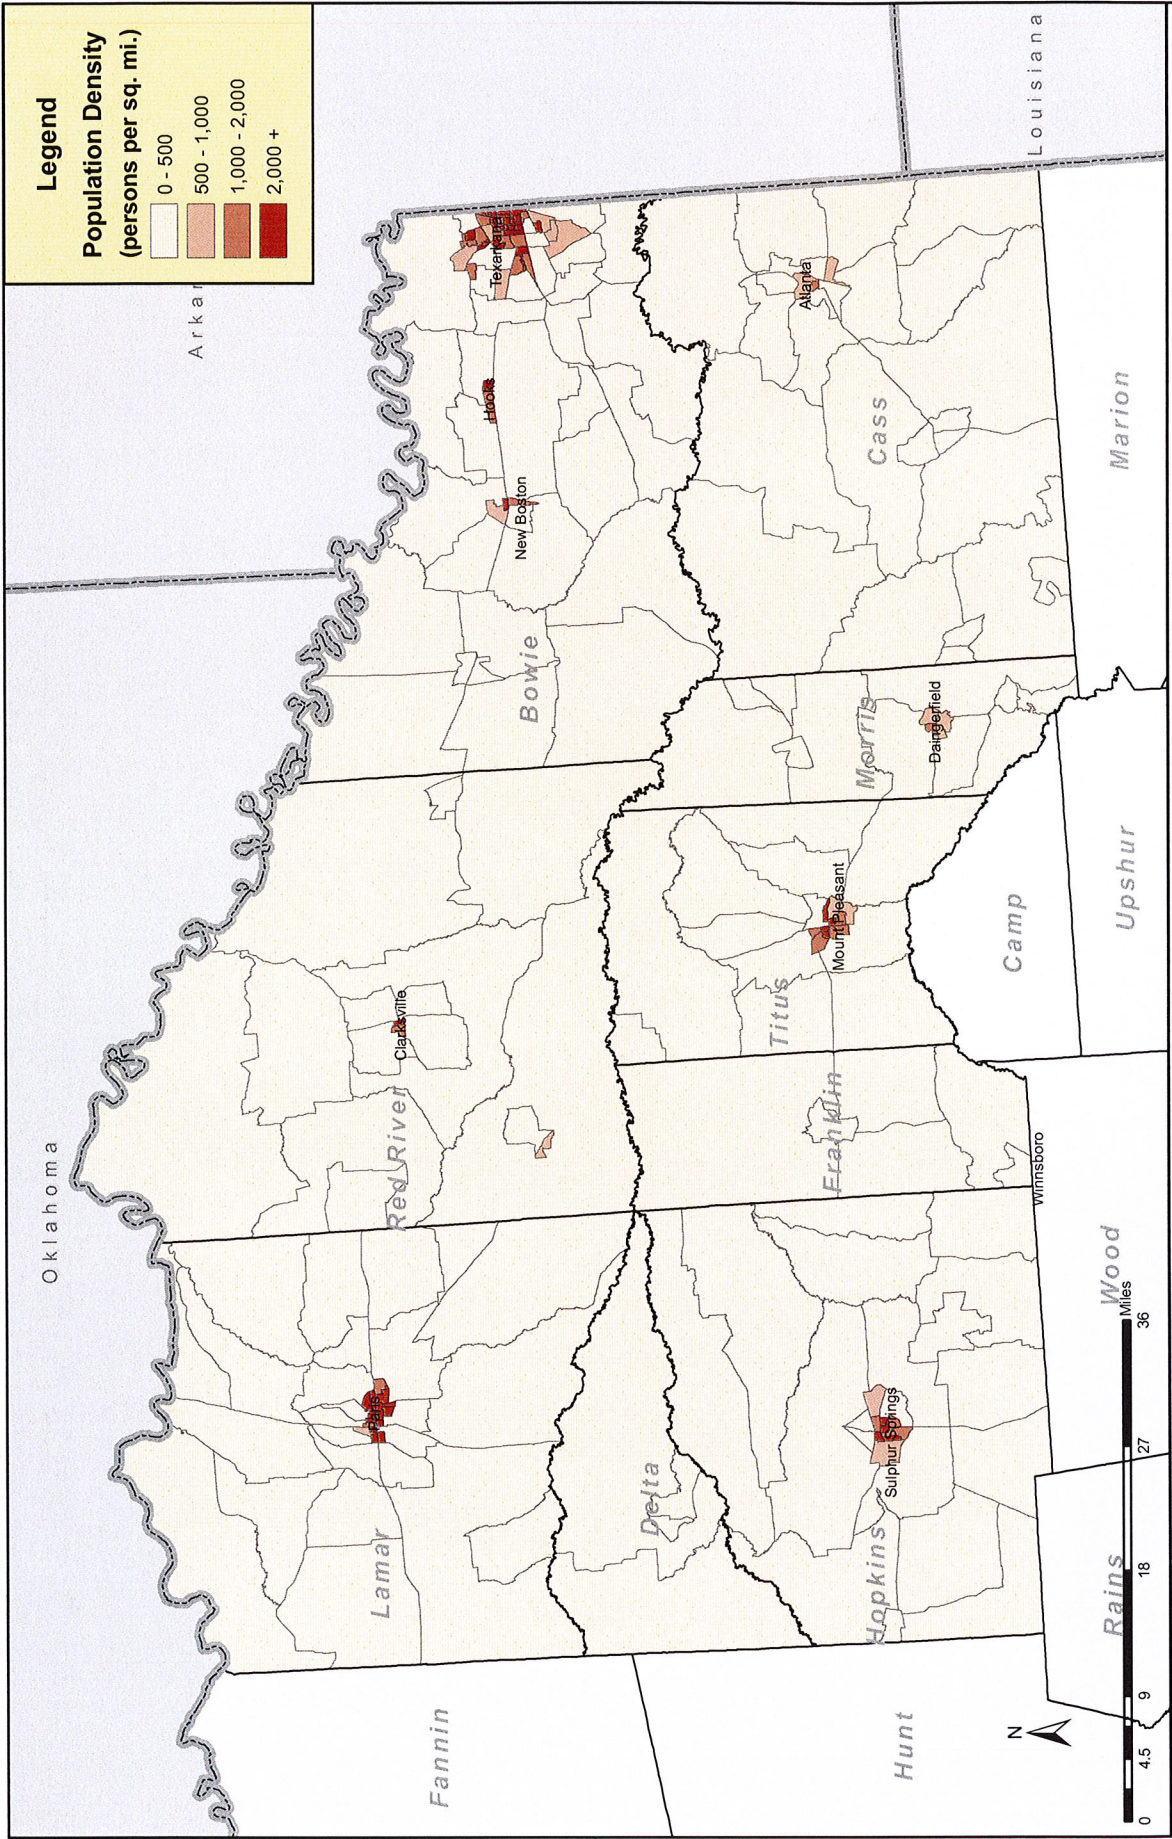 Legend
Population Density
(persons per sq. mi.)
0 - 500
500 - 1,000
1,000 - 2,000
2,000 +
Oklahoma
Arkan
Louisiana
Texarkana
Hooks
New Boston
Bowie
Clarksville
Red River
Paris
Lamar
Fannin
Atlanta
Cass
Daingerfield
Morris
Mount Pleasant
Titus
Franklin
Winnsboro
Delta
Sulphur Springs
Hopkins
Hunt
Marion
Upshur
Camp
Wood
Rains
N
Miles
0 4.5 9 18 27 36